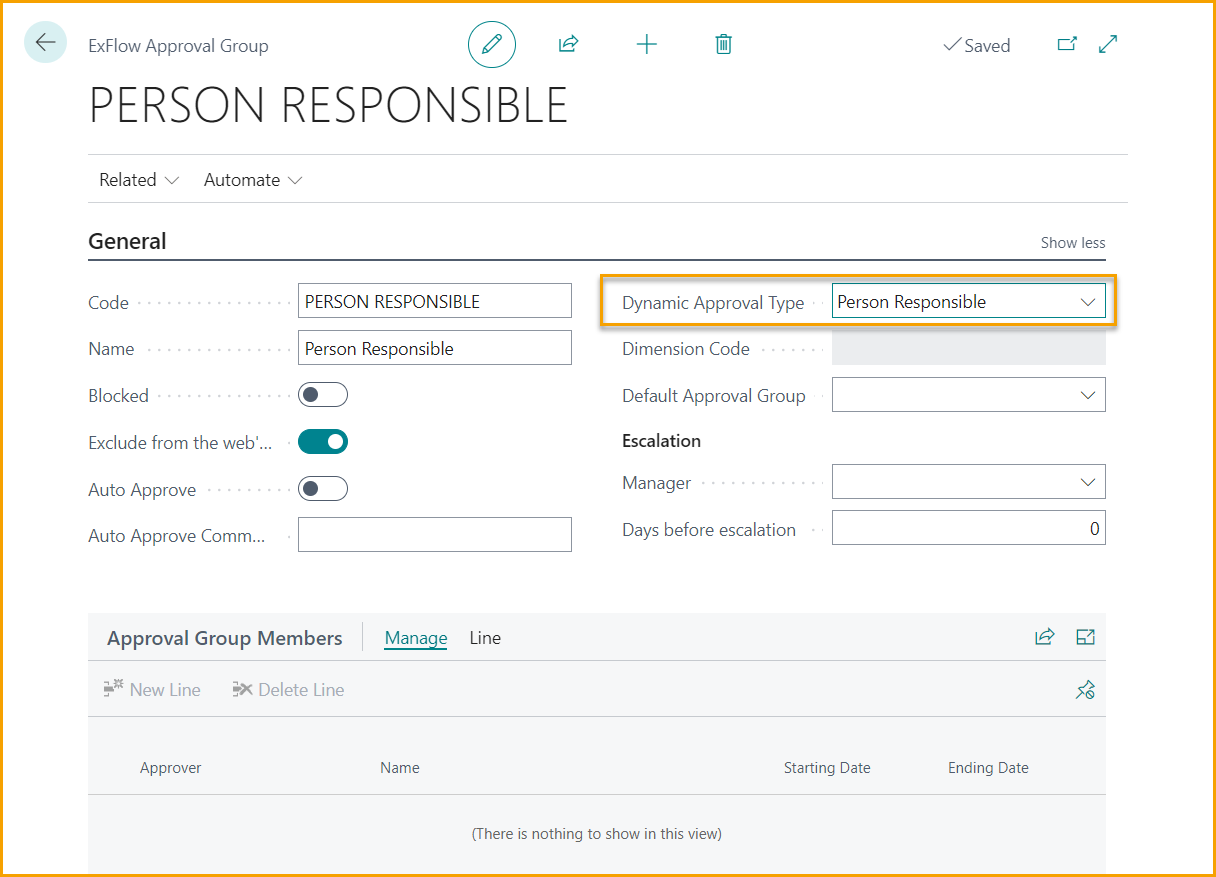 ExFlow Approval Group
Saved
PERSON RESPONSIBLE
Related Automate
General
Show less
Code PERSON RESPONSIBLE
Name Person Responsible
Blocked
Exclude from the web'...
Auto Approve
Auto Approve Comm...
Dynamic Approval Type Person Responsible
Dimension Code
Default Approval Group
Escalation
Manager
Days before escalation 0
Approval Group Members Manage Line
New Line Delete Line
Approver Name Starting Date Ending Date
(There is nothing to show in this view)